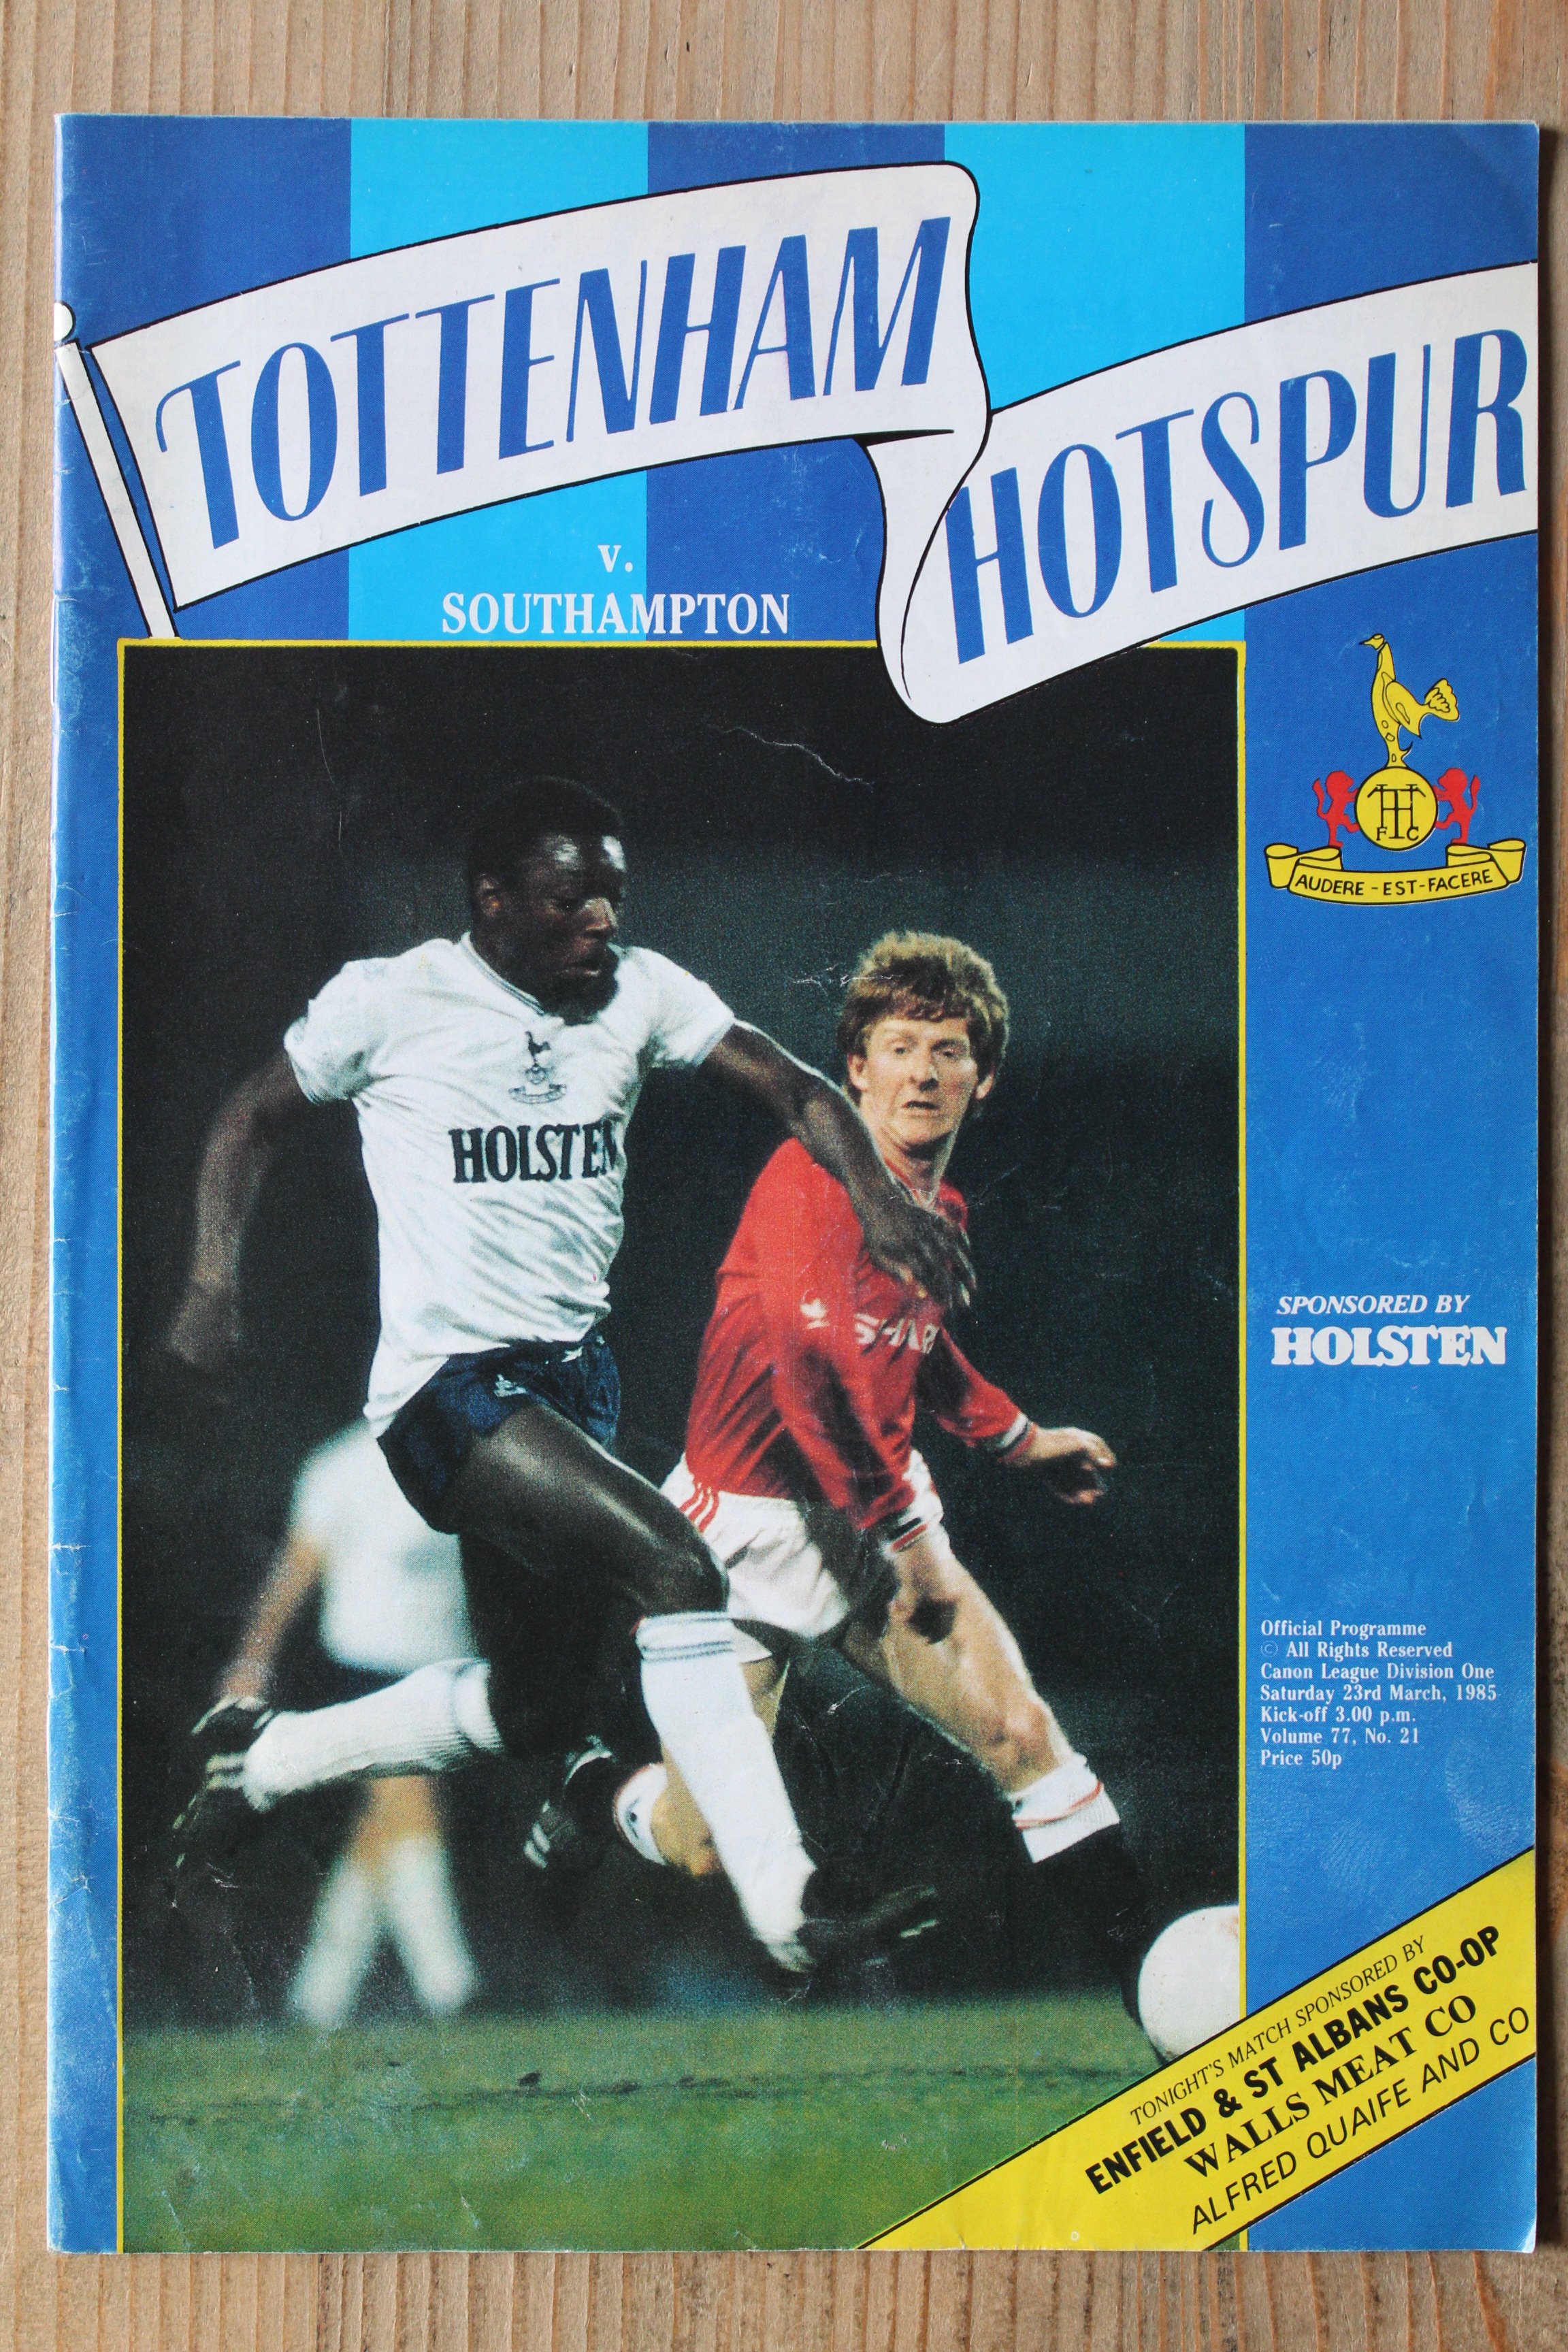 TOTTENHAM
HOTSPUR
v.
SOUTHAMPTON
THFC
AUDERE - EST - FACERE
HOLSTEN
SHARP
SPONSORED BY
HOLSTEN
Official Programme
© All Rights Reserved
Canon League Division One
Saturday 23rd March, 1985
Kick-off 3.00 p.m.
Volume 77, No. 21
Price 50p
TONIGHT'S MATCH SPONSORED BY
ENFIELD & ST ALBANS CO-OP
WALLS MEAT CO
ALFRED QUAIFE AND CO